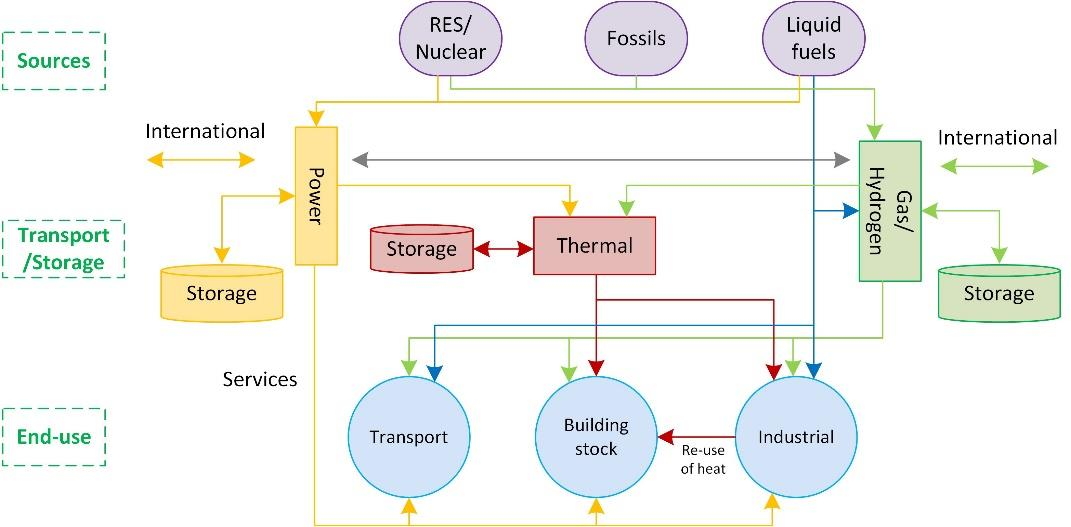 RES/
Nuclear
Fossils
Liquid
fuels
Sources
International
International
Power
Gas/
Hydrogen
Transport
/Storage
Storage
Thermal
Storage
Storage
Services
End-use
Transport
Building
stock
Industrial
Re-use
of heat